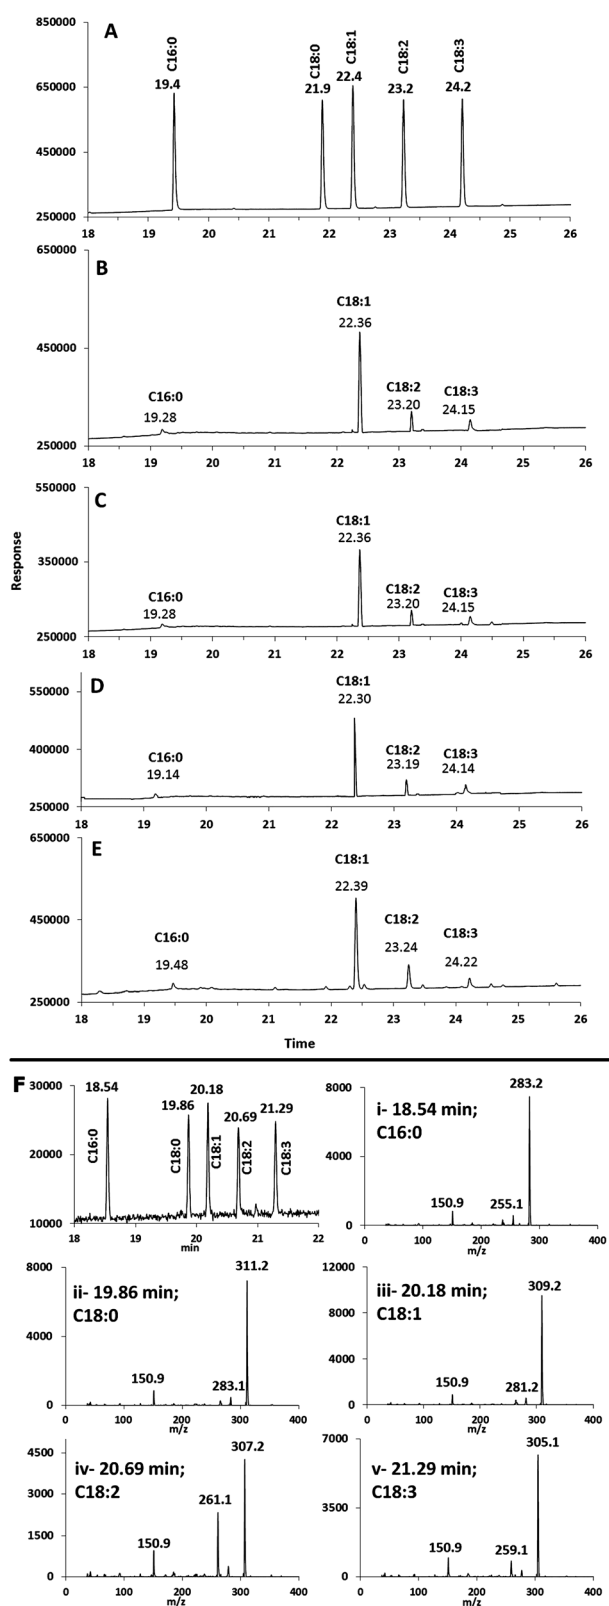 A
850000
650000
450000
250000
C16:0
19.4
C18:0
21.9
C18:1
22.4
C18:2
23.2
C18:3
24.2
18 19 20 21 22 23 24 25 26
B
650000
450000
250000
C16:0
19.28
C18:1
22.36
C18:2
23.20
C18:3
24.15
18 19 20 21 22 23 24 25 26
Response
C
550000
350000
250000
C16:0
19.28
C18:1
22.36
C18:2
23.20
C18:3
24.15
18 19 20 21 22 23 24 25 26
D
550000
400000
250000
C16:0
19.14
C18:1
22.30
C18:2
23.19
C18:3
24.14
18 19 20 21 22 23 24 25 26
E
650000
450000
250000
C16:0
19.48
C18:1
22.39
C18:2
23.24
C18:3
24.22
18 19 20 21 22 23 24 25 26
Time
F
30000
20000
10000
18.54
C16:0
19.86
C18:0
20.18
C18:1
20.69
C18:2
21.29
C18:3
18 19 20 21 22
min
8000
4000
0
i- 18.54 min;
C16:0
150.9
255.1
283.2
0 100 200 300 400
m/z
8000
4000
0
ii- 19.86 min;
C18:0
150.9
283.1
311.2
0 100 200 300 400
m/z
12000
8000
4000
0
iii- 20.18 min;
C18:1
150.9
281.2
309.2
0 100 200 300 400
m/z
4500
3000
1500
0
iv- 20.69 min;
C18:2
150.9
261.1
307.2
0 100 200 300 400
m/z
7000
3500
0
v- 21.29 min;
C18:3
150.9
259.1
305.1
0 100 200 300 400
m/z